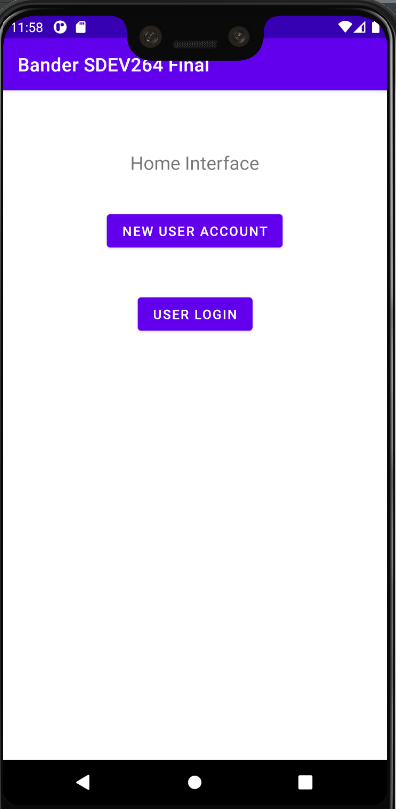 11:58
Bander SDEV264 Final
Home Interface
NEW USER ACCOUNT
USER LOGIN